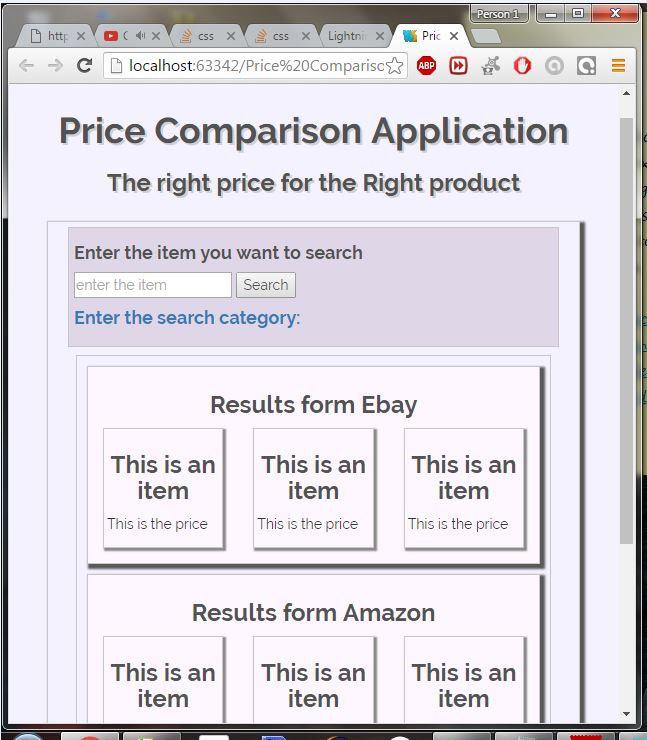 Person 1
http
C
css
css
Lightni
Pric
localhost:63342/Price%20Comparisc
ABP
Price Comparison Application
The right price for the Right product
Enter the item you want to search
enter the item
Search
Enter the search category:
Results form Ebay
This is an This is an This is an
item item item
This is the price This is the price This is the price
Results form Amazon
This is an This is an This is an
item item item